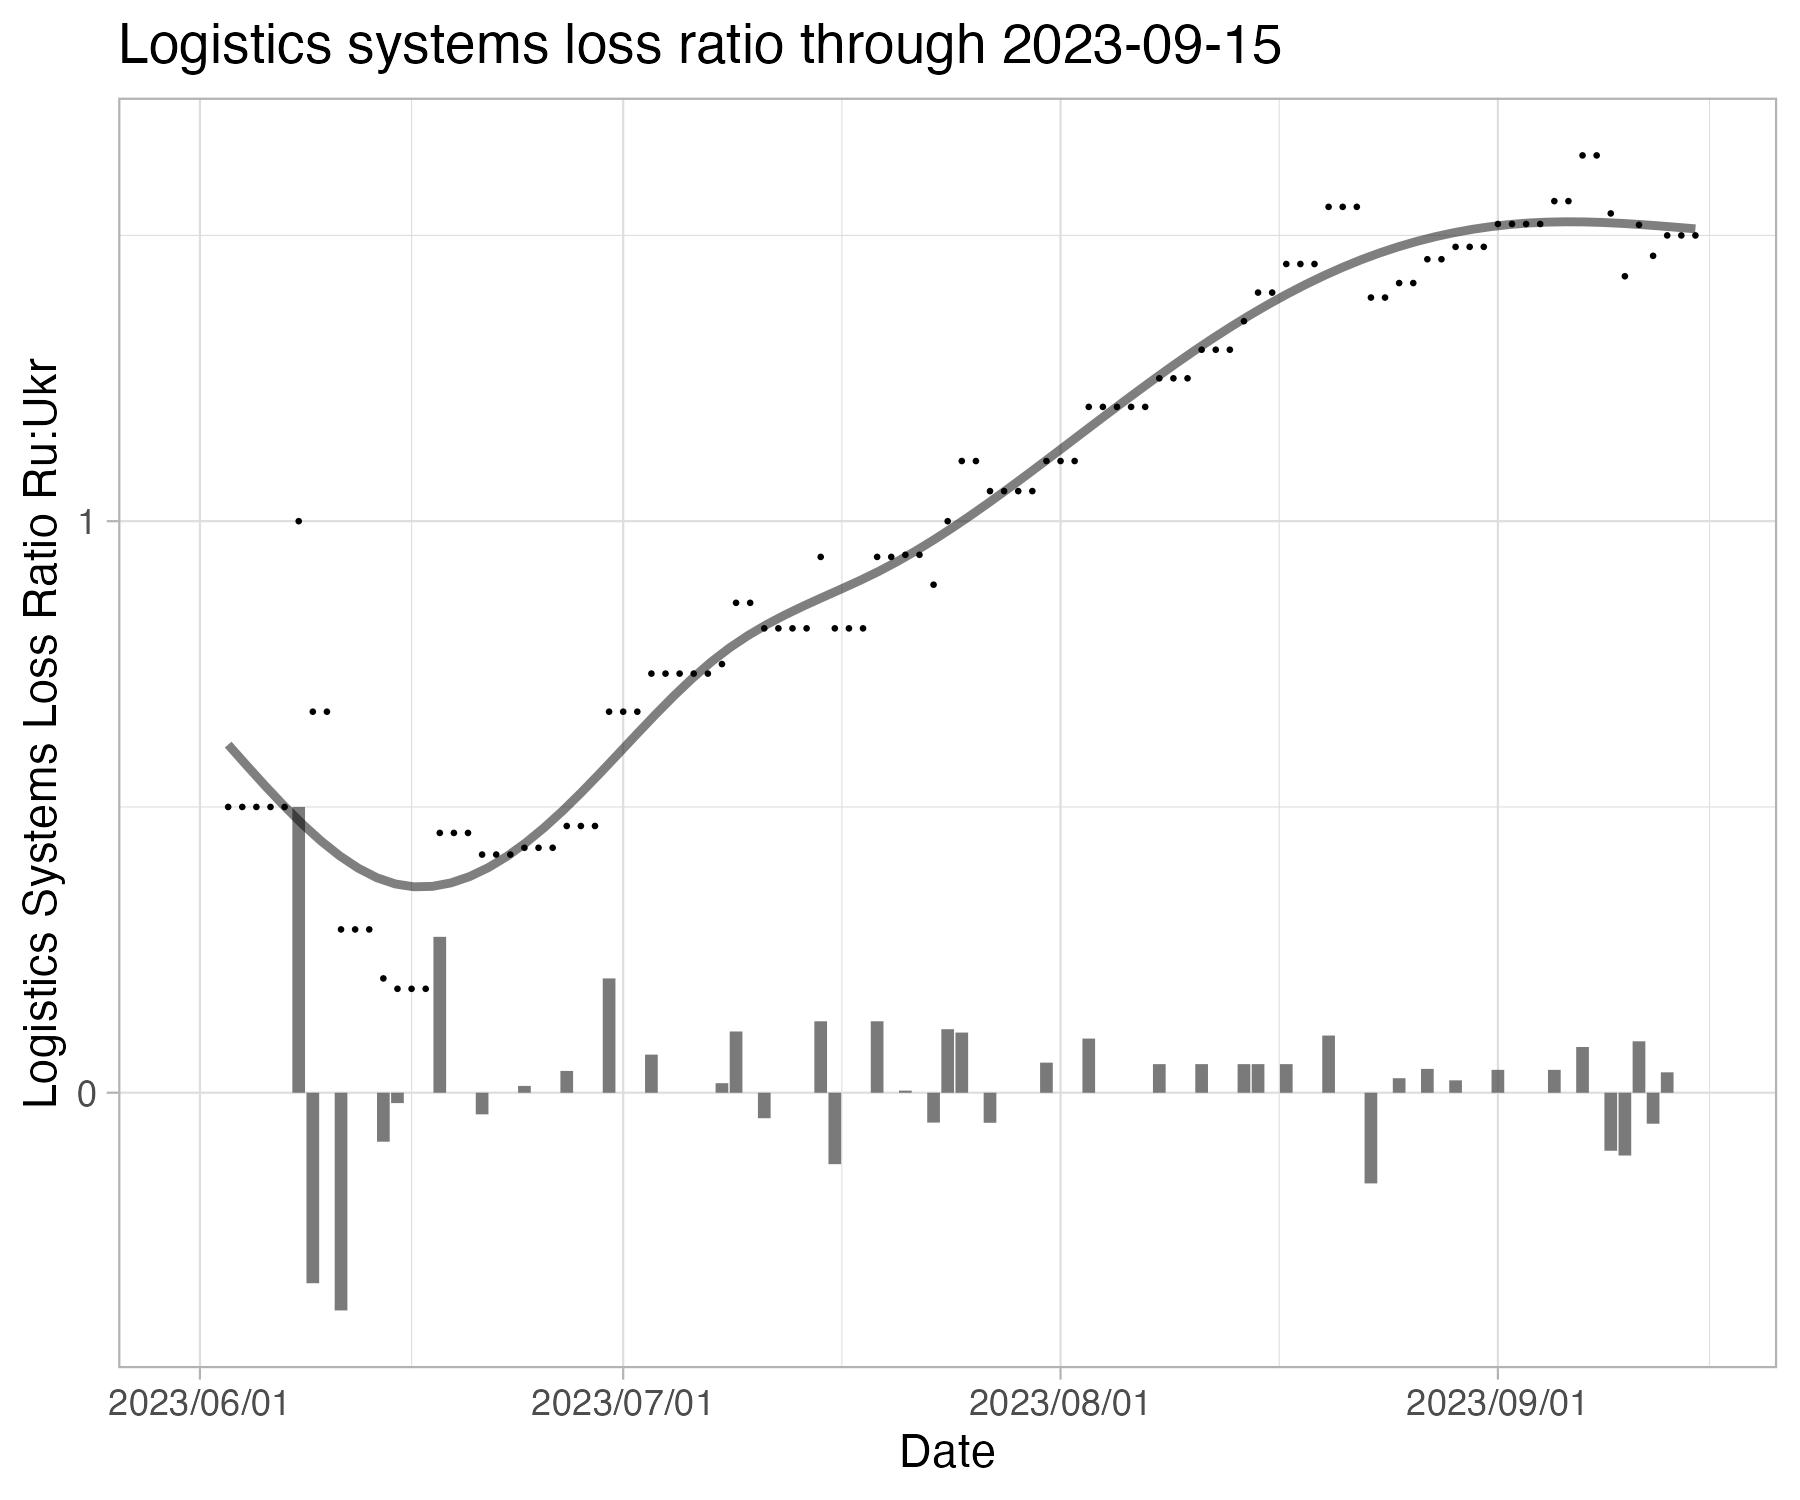 Logistics systems loss ratio through 2023-09-15
Logistics Systems Loss Ratio Ru:Ukr
1
0
2023/06/01
2023/07/01
2023/08/01
2023/09/01
Date